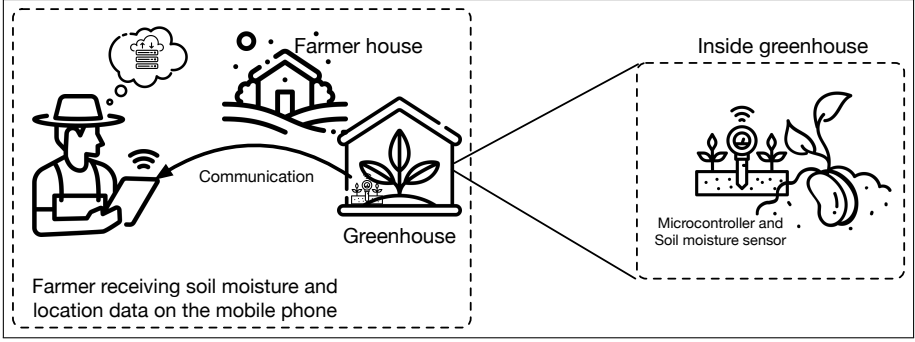 Farmer house
Communication
Greenhouse
Farmer receiving soil moisture and
location data on the mobile phone
Inside greenhouse
Microcontroller and
Soil moisture sensor